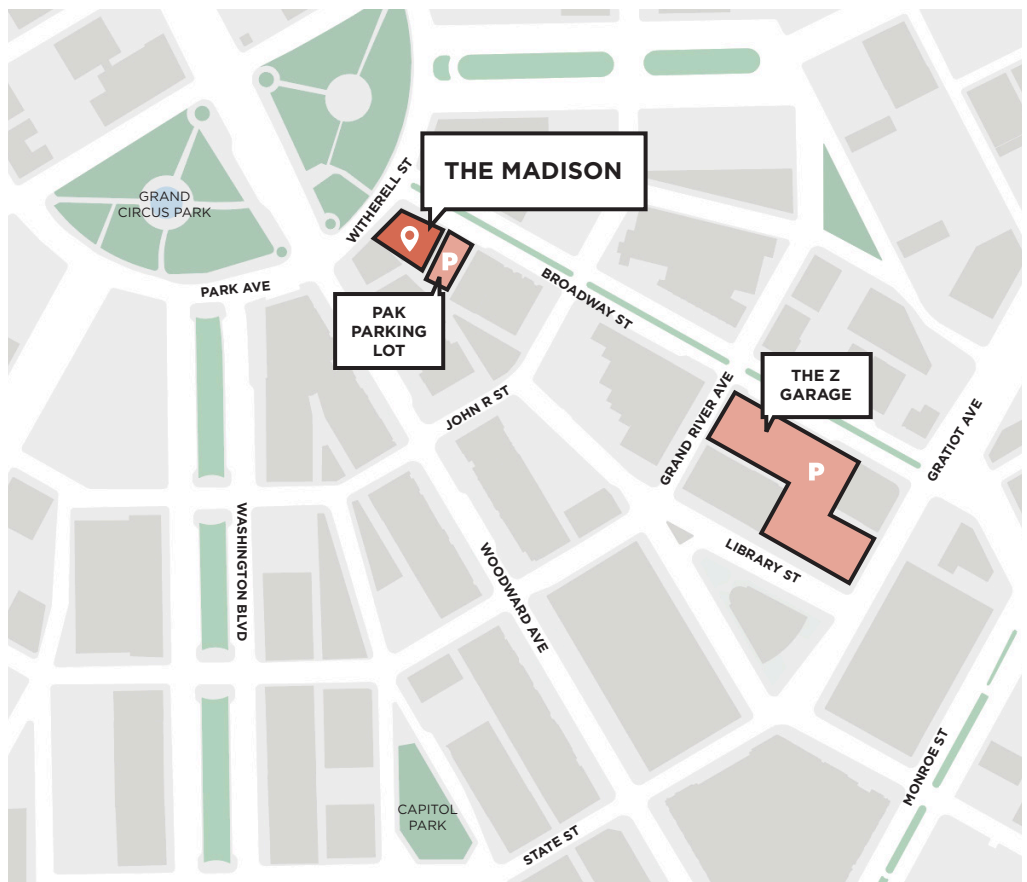 THE MADISON
WITHERELL ST
GRAND
CIRCUS PARK
P
PARK AVE
BROADWAY ST
PAK
PARKING
LOT
THE Z
GARAGE
JOHN R ST
GRAND RIVER AVE
GRATIOT AVE
P
WASHINGTON BLVD
WOODWARD AVE
LIBRARY ST
MONROE ST
CAPITOL
PARK
STATE ST